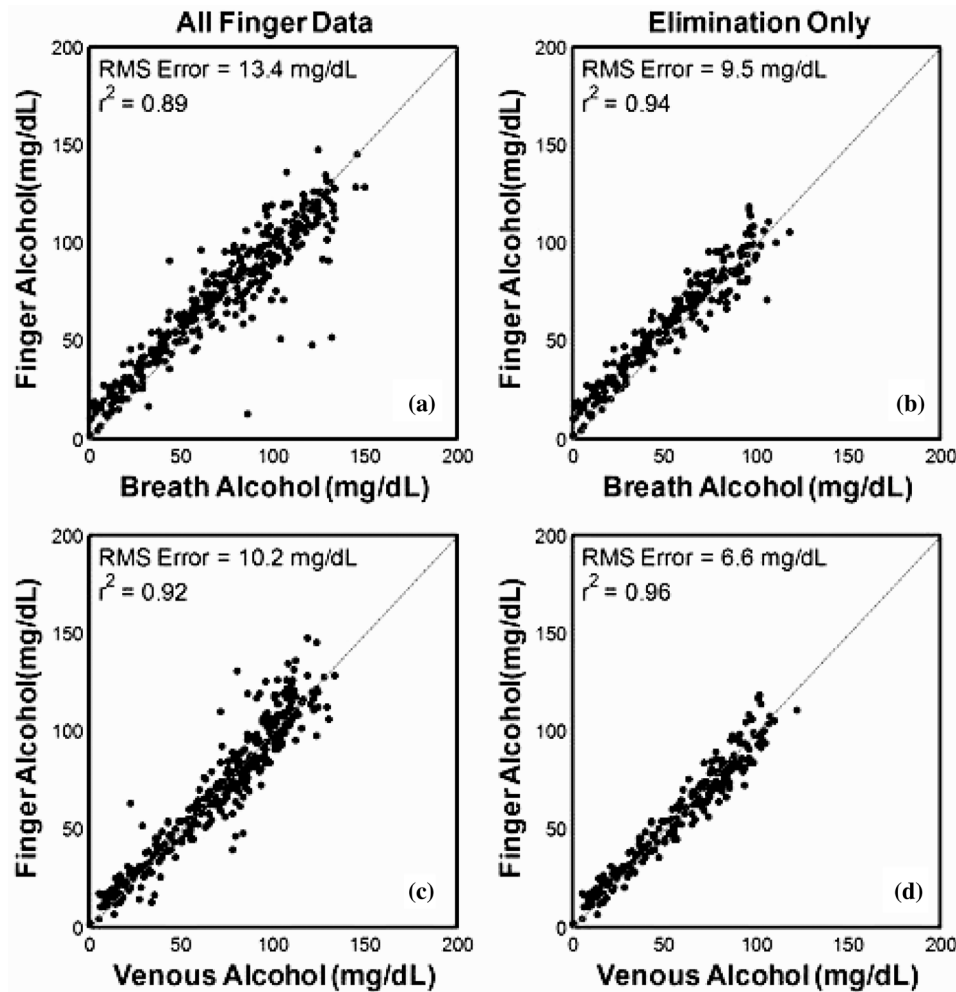 All Finger Data
Elimination Only
200
150
100
50
0
Finger Alcohol(mg/dL)
RMS Error = 13.4 mg/dL
r² = 0.89
(a)
0 50 100 150 200
Breath Alcohol (mg/dL)
200
150
100
50
0
Finger Alcohol(mg/dL)
RMS Error = 9.5 mg/dL
r² = 0.94
(b)
0 50 100 150 200
Breath Alcohol (mg/dL)
200
150
100
50
0
Finger Alcohol(mg/dL)
RMS Error = 10.2 mg/dL
r² = 0.92
(c)
0 50 100 150 200
Venous Alcohol (mg/dL)
200
150
100
50
0
Finger Alcohol(mg/dL)
RMS Error = 6.6 mg/dL
r² = 0.96
(d)
0 50 100 150 200
Venous Alcohol (mg/dL)